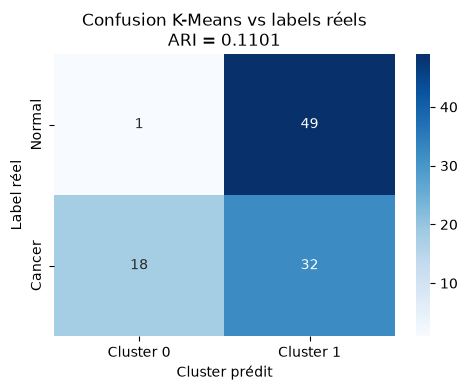 Confusion K-Means vs labels réels
ARI = 0.1101
Label réel
Normal
Cancer
1
49
18
32
Cluster 0
Cluster 1
Cluster prédit
40
30
20
10